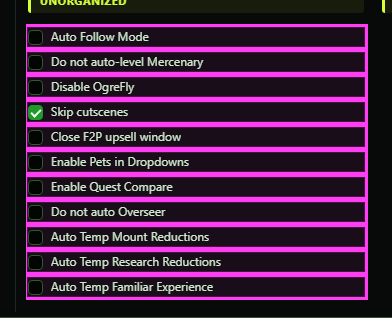 UNORGANIZED
Auto Follow Mode
Do not auto-level Mercenary
Disable OgreFly
Skip cutscenes
Close F2P upsell window
Enable Pets in Dropdowns
Enable Quest Compare
Do not auto Overseer
Auto Temp Mount Reductions
Auto Temp Research Reductions
Auto Temp Familiar Experience